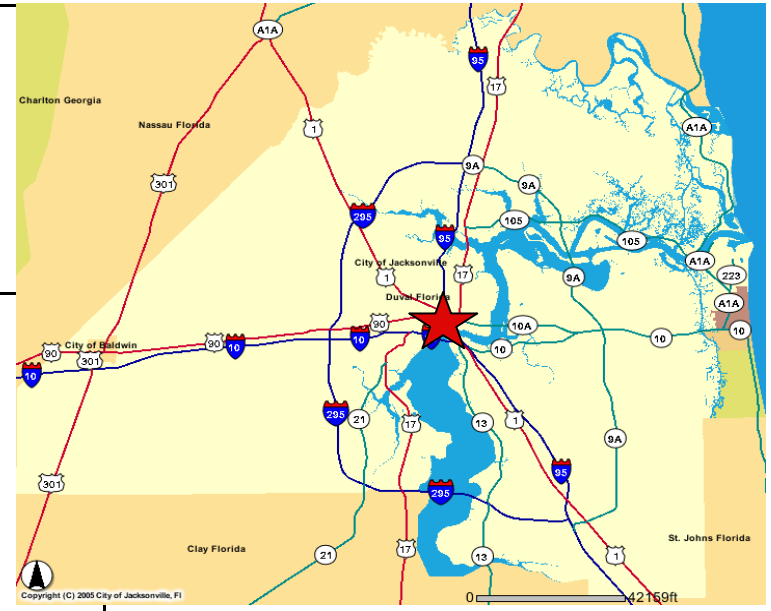 A1A
95
17
Charlton Georgia
Nassau Florida
1
A1A
9A
301
9A
295
105
95
105
City of Jacksonville
A1A
1
17
9A
223
Duval Florida
A1A
90
10A
10
90
10
10
City of Baldwin
10
90
301
10
295
21
17
13
1
9A
95
301
295
St. Johns Florida
Clay Florida
17
21
13
1
Copyright (C) 2005 City of Jacksonville, Fl
0 42159ft